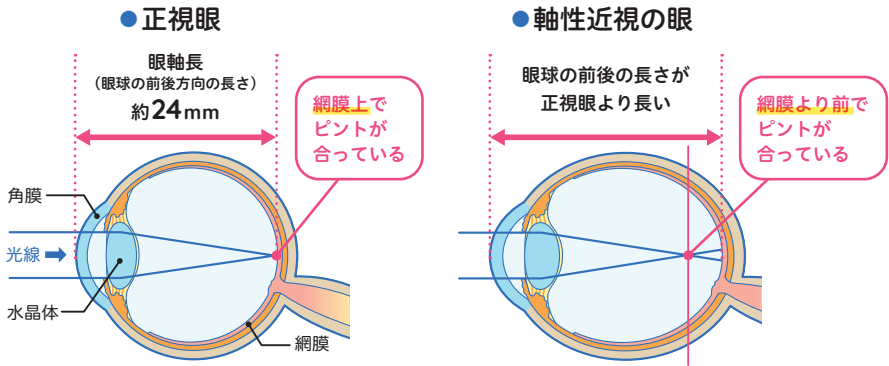 ●正視眼
眼軸長
(眼球の前後方向の長さ)
約24mm
網膜上で
ピントが
合っている
角膜
光線
水晶体
網膜
●軸性近視の眼
眼球の前後の長さが
正視眼より長い
網膜より前で
ピントが
合っている